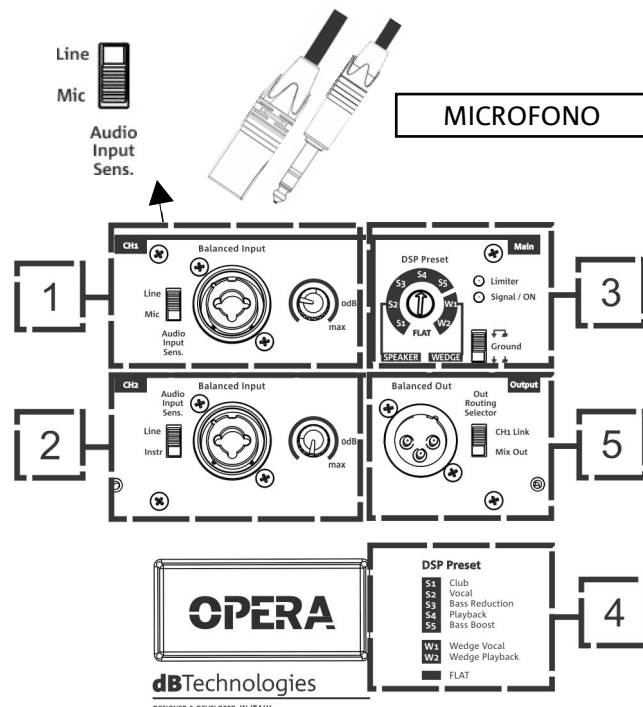 Line
Mic
Audio
Input
Sens.
MICROFONO
CH1
Balanced Input
Line
Mic
Audio
Input
Sens.
0dB
max
1
Main
DSP Preset
S1
S2
S3
S4
S5
W1
W2
FLAT
SPEAKER
WEDGE
Limiter
Signal / ON
Ground
3
CH2
Audio
Input
Sens.
Balanced Input
Line
Instr
0dB
max
2
Balanced Out
Output
Out
Routing
Selector
CH1 Link
Mix Out
5
OPERA
dBTechnologies
DESIGNED & DEVELOPED IN ITALY
DSP Preset
S1 Club
S2 Vocal
S3 Bass Reduction
S4 Playback
S5 Bass Boost
W1 Wedge Vocal
W2 Wedge Playback
FLAT
4